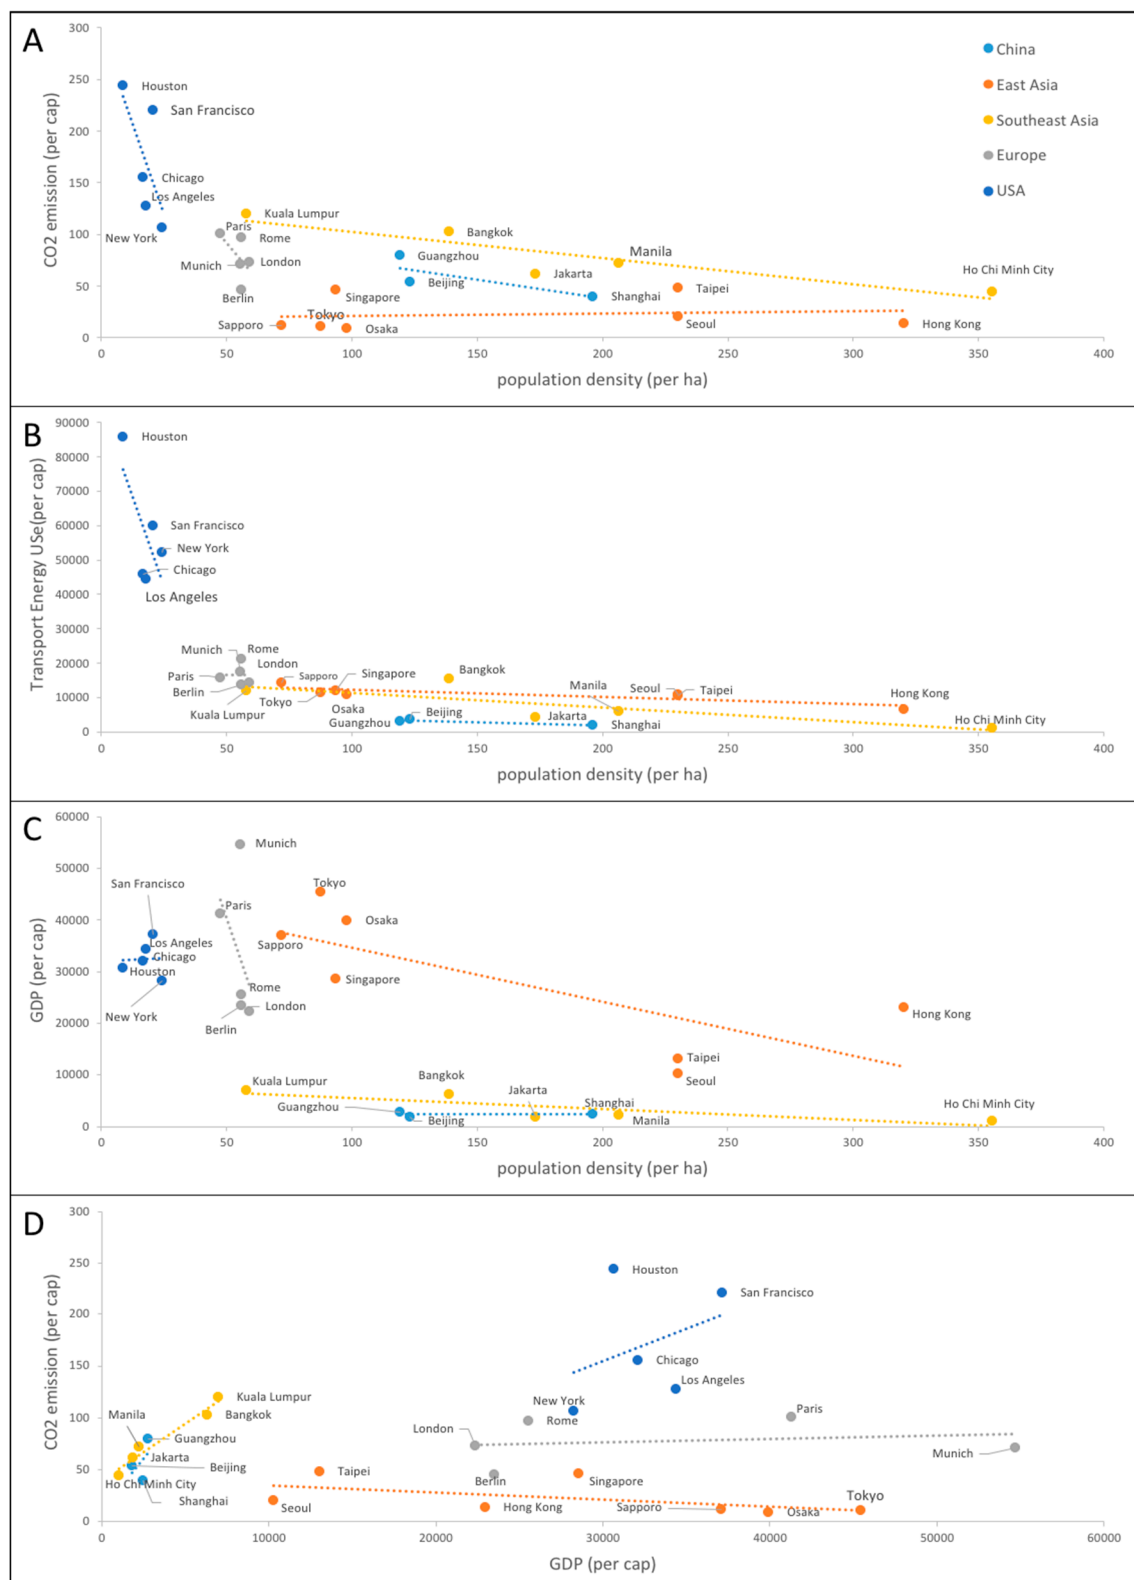 A
CO2 emission (per cap)
300
250
200
150
100
50
0
0 50 100 150 200 250 300 350 400
population density (per ha)
China
East Asia
Southeast Asia
Europe
USA
Houston
San Francisco
Chicago
Los Angeles
New York
Paris
Rome
Munich
London
Berlin
Kuala Lumpur
Bangkok
Guangzhou
Beijing
Singapore
Sapporo
Tokyo
Osaka
Jakarta
Manila
Shanghai
Taipei
Seoul
Ho Chi Minh City
Hong Kong
B
Transport Energy USe(per cap)
90000
80000
70000
60000
50000
40000
30000
20000
10000
0
0 50 100 150 200 250 300 350 400
population density (per ha)
Houston
San Francisco
New York
Chicago
Los Angeles
Munich
Rome
London
Paris
Berlin
Kuala Lumpur
Sapporo
Singapore
Tokyo
Osaka
Guangzhou
Beijing
Bangkok
Jakarta
Manila
Shanghai
Seoul
Taipei
Hong Kong
Ho Chi Minh City
C
GDP (per cap)
60000
50000
40000
30000
20000
10000
0
0 50 100 150 200 250 300 350 400
population density (per ha)
Munich
San Francisco
Paris
Tokyo
Osaka
Los Angeles
Chicago
Houston
New York
Sapporo
Singapore
Rome
London
Berlin
Hong Kong
Taipei
Seoul
Kuala Lumpur
Bangkok
Guangzhou
Beijing
Jakarta
Shanghai
Manila
Ho Chi Minh City
D
CO2 emission (per cap)
300
250
200
150
100
50
0
0 10000 20000 30000 40000 50000 60000
GDP (per cap)
Houston
San Francisco
Chicago
Los Angeles
New York
Rome
Paris
London
Munich
Berlin
Kuala Lumpur
Bangkok
Manila
Guangzhou
Jakarta
Beijing
Ho Chi Minh City
Shanghai
Taipei
Seoul
Hong Kong
Singapore
Sapporo
Osaka
Tokyo